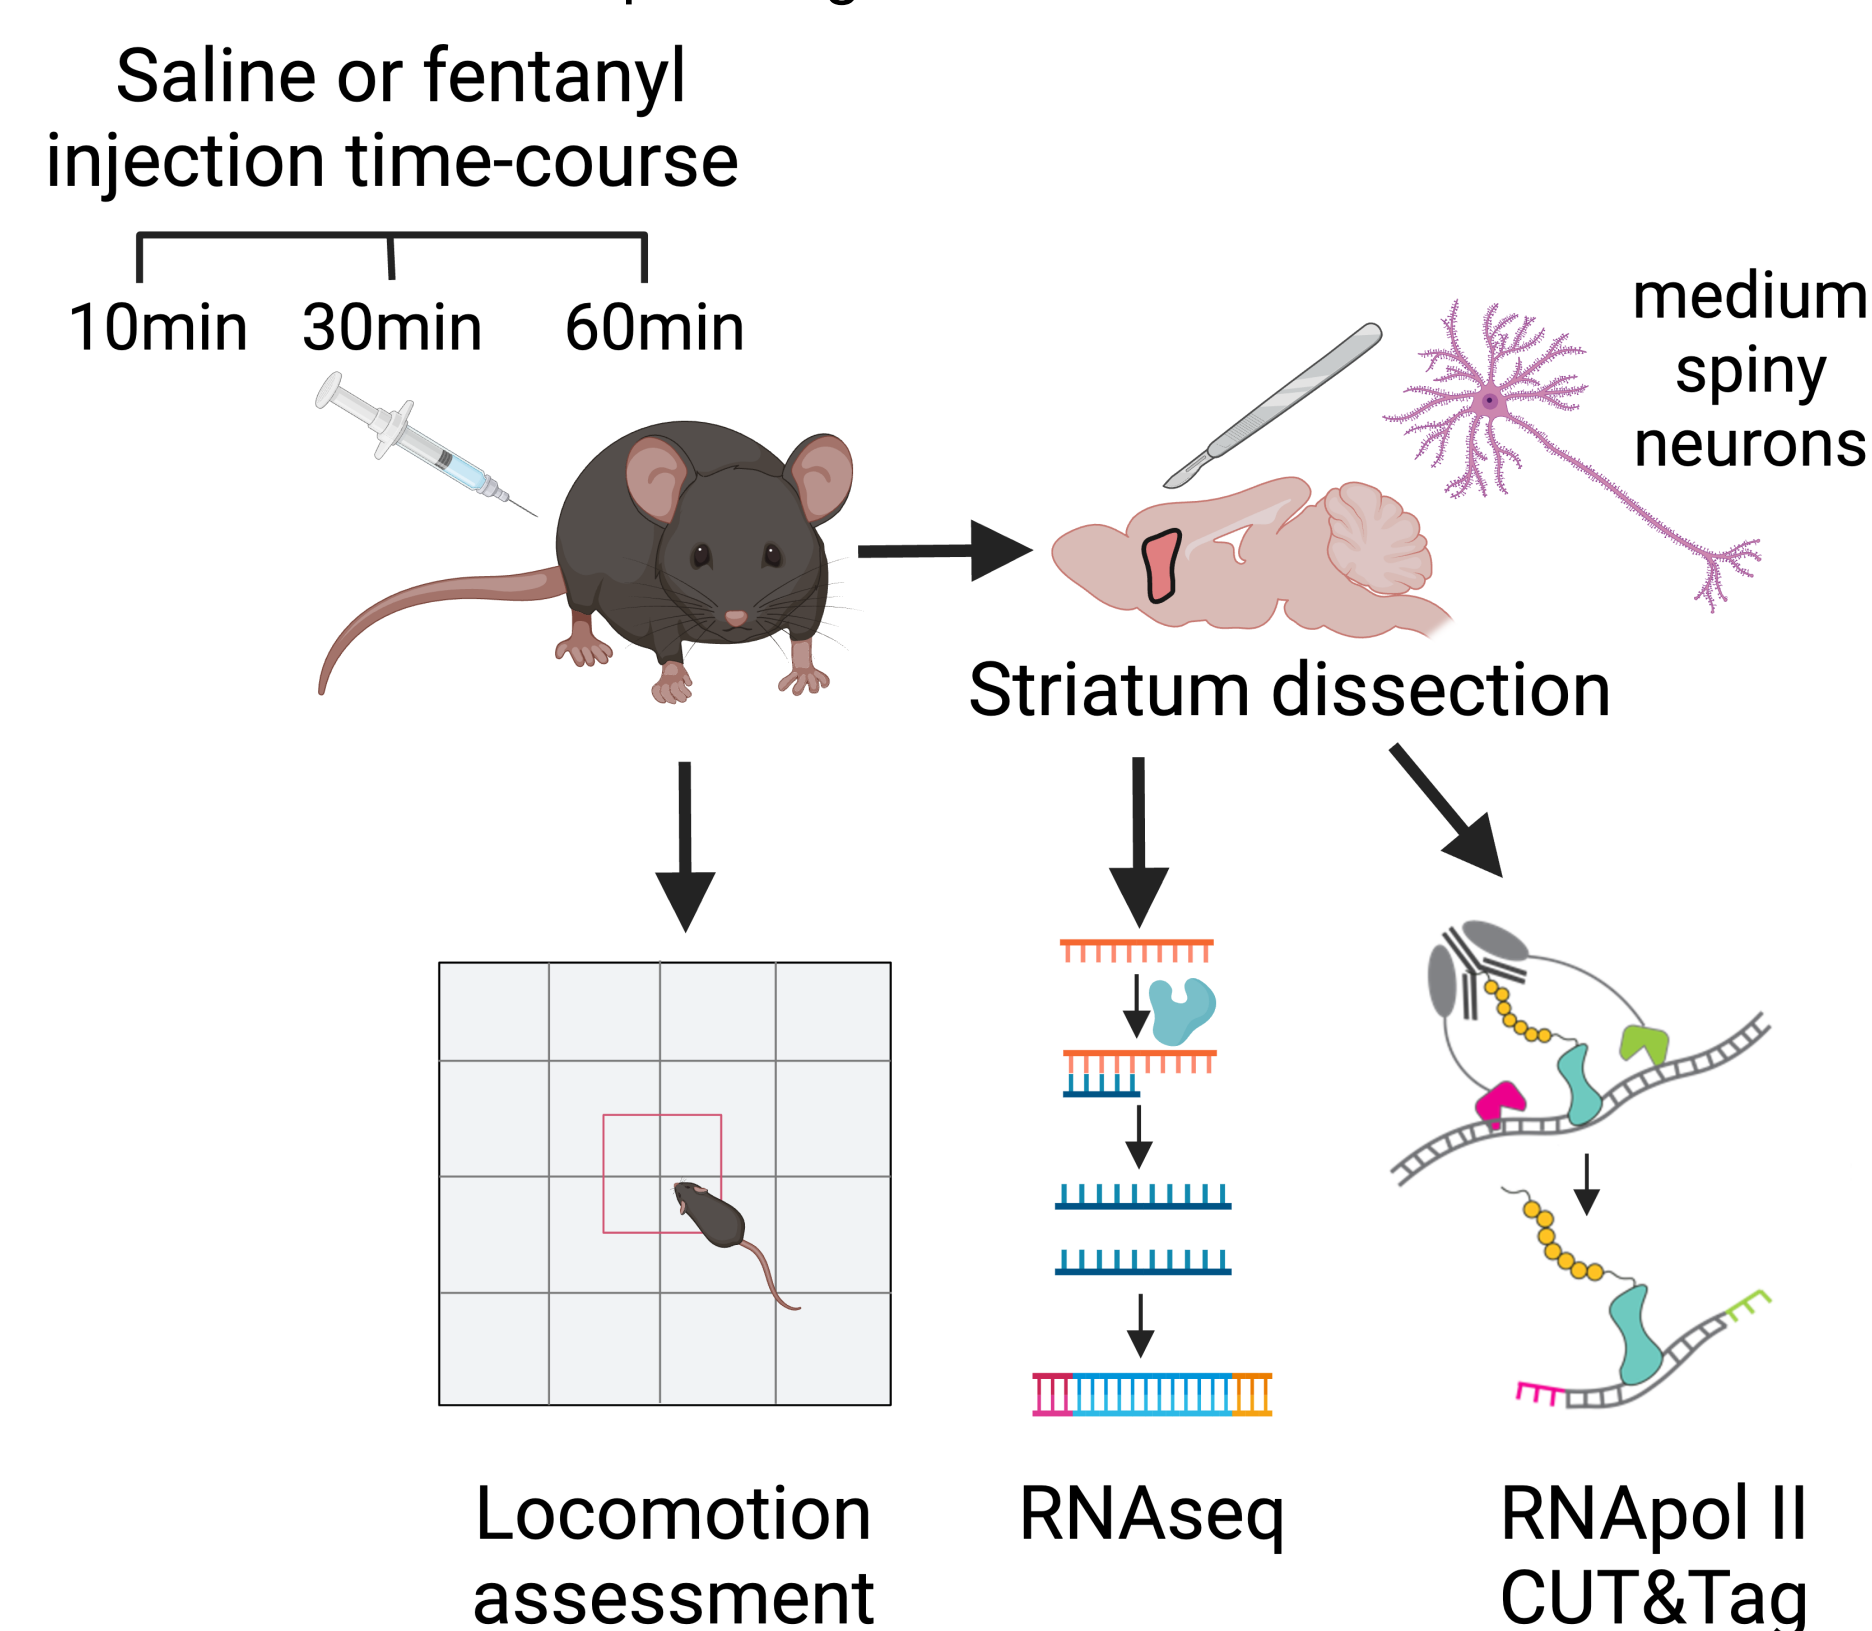 Saline or fentanyl
injection time-course
10min 30min 60min
medium
spiny
neurons
Striatum dissection
Locomotion
assessment
RNAseq
RNApol II
CUT&Tag